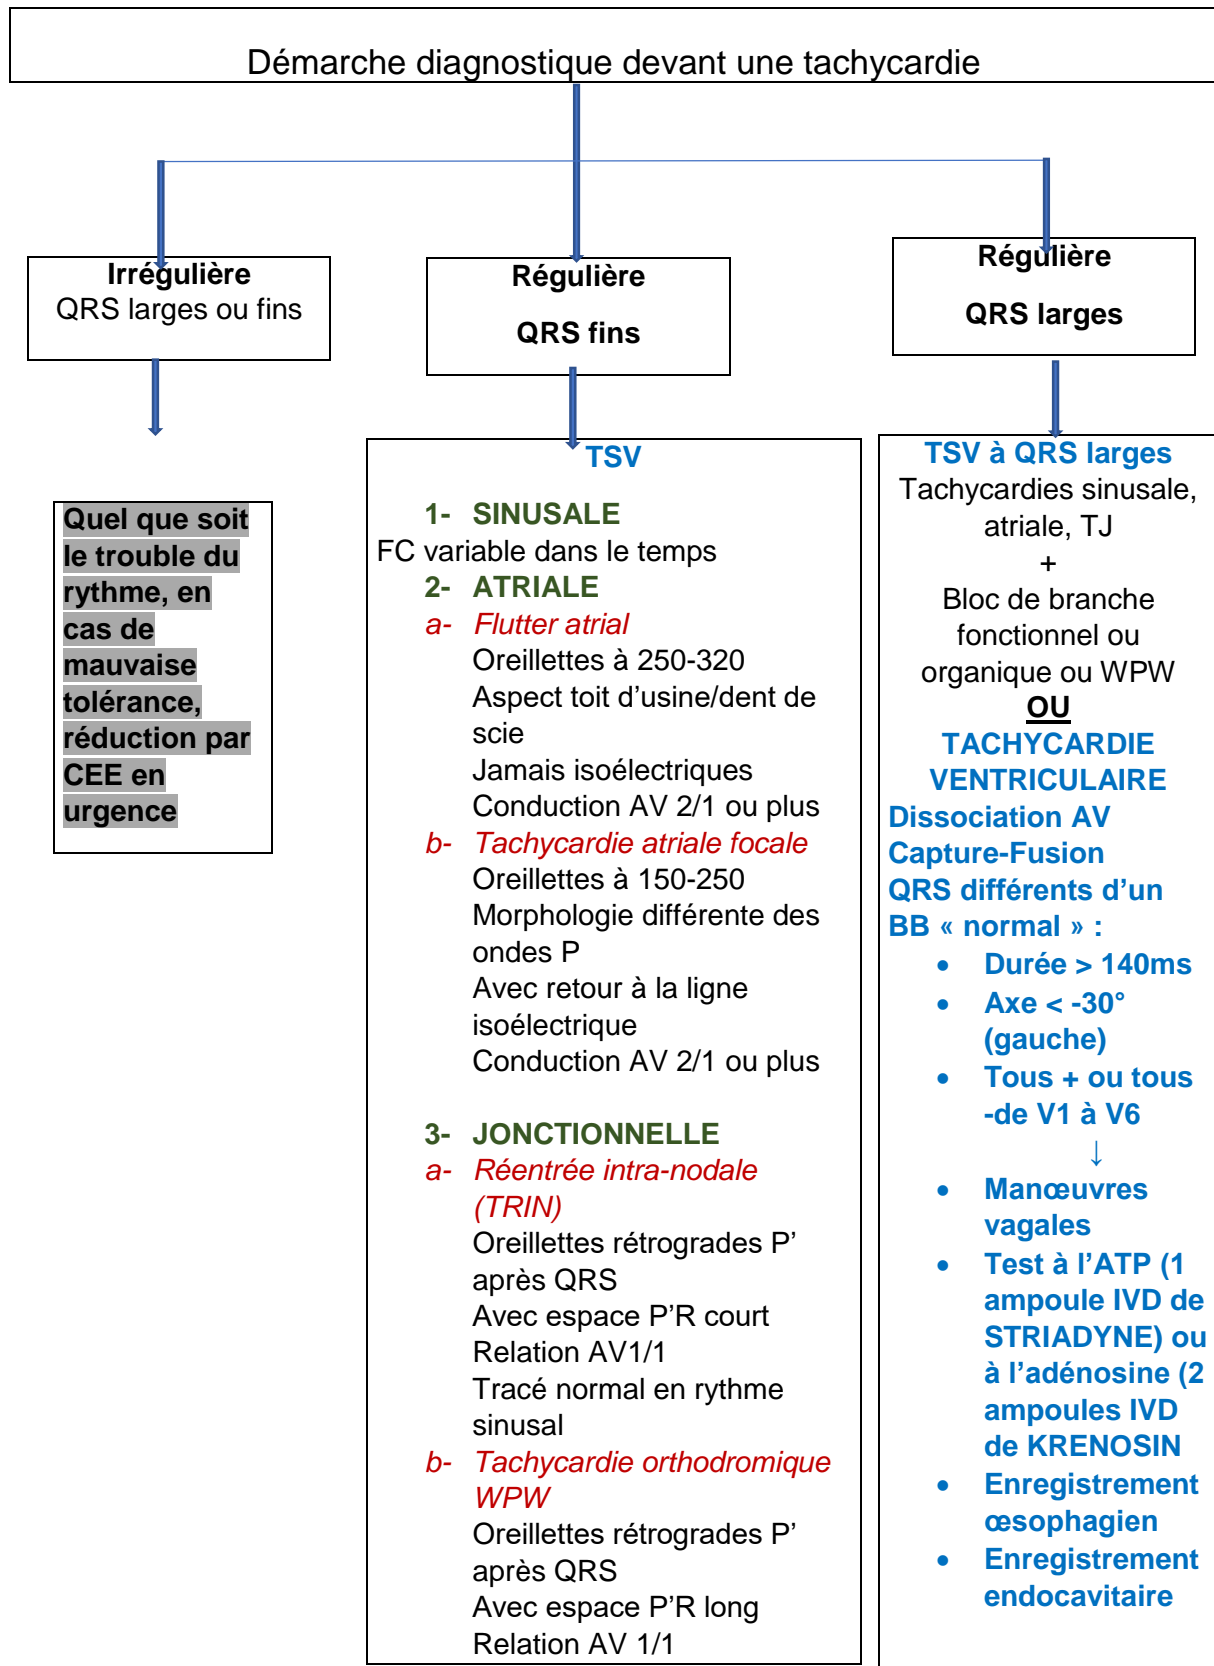 Démarche diagnostique devant une tachycardie
Irrégulière
QRS larges ou fins
Régulière
QRS fins
Régulière
QRS larges
Quel que soit
le trouble du
rythme, en
cas de
mauvaise
tolérance,
réduction par
CEE en
urgence
TSV
1- SINUSALE
FC variable dans le temps
2- ATRIALE
a- Flutter atrial
Oreillettes à 250-320
Aspect toit d'usine/dent de
scie
Jamais isoélectriques
Conduction AV 2/1 ou plus
b- Tachycardie atriale focale
Oreillettes à 150-250
Morphologie différente des
ondes P
Avec retour à la ligne
isoélectrique
Conduction AV 2/1 ou plus
3- JONCTIONNELLE
a- Réentrée intra-nodale
(TRIN)
Oreillettes rétrogrades P'
après QRS
Avec espace P'R court
Relation AV1/1
Tracé normal en rythme
sinusal
b- Tachycardie orthodromique
WPW
Oreillettes rétrogrades P'
après QRS
Avec espace P'R long
Relation AV 1/1
TSV à QRS larges
Tachycardies sinusale,
atriale, TJ
+
Bloc de branche
fonctionnel ou
organique ou WPW
OU
TACHYCARDIE
VENTRICULAIRE
Dissociation AV
Capture-Fusion
QRS différents d'un
BB « normal » :
• Durée > 140ms
• Axe < -30°
(gauche)
• Tous + ou tous
-de V1 à V6
↓
• Manœuvres
vagales
• Test à l'ATP (1
ampoule IVD de
STRIADYNE) ou
à l'adénosine (2
ampoules IVD
de KRENOSIN
• Enregistrement
œsophagien
• Enregistrement
endocavitaire